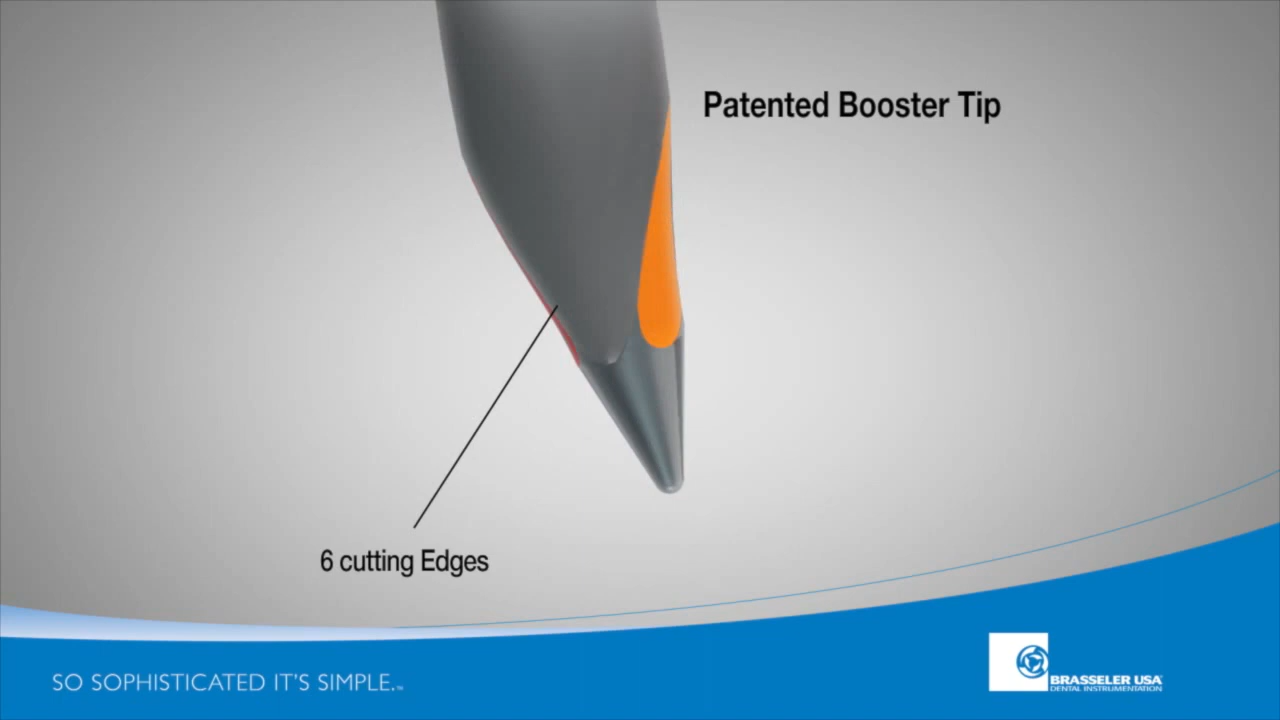 Patented Booster Tip
6 cutting Edges
SO SOPHISTICATED IT'S SIMPLE.™
BRASSELER USA
DENTAL INSTRUMENTATION